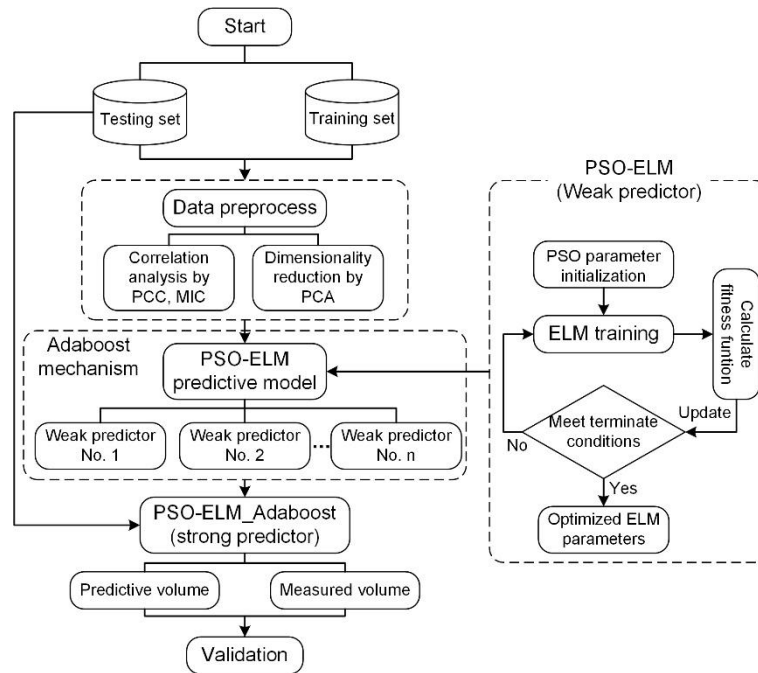 Start
Testing set
Training set
Data preprocess
Correlation
analysis by
PCC, MIC
Dimensionality
reduction by
PCA
Adaboost
mechanism
PSO-ELM
predictive model
Weak predictor
No. 1
Weak predictor
No. 2
...
Weak predictor
No. n
PSO-ELM_Adaboost
(strong predictor)
Predictive volume
Measured volume
Validation
PSO-ELM
(Weak predictor)
PSO parameter
initialization
ELM training
Calculate
fitness funtion
Update
Meet terminate
conditions
No
Yes
Optimized ELM
parameters